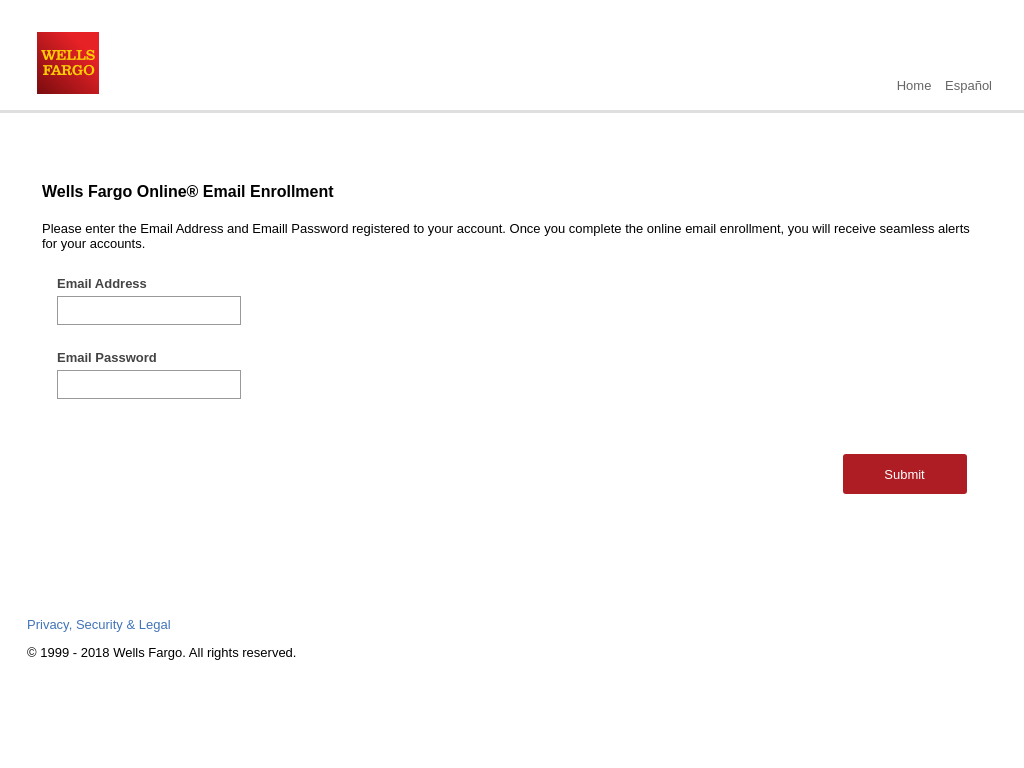 WELLS
FARGO
Home Español
Wells Fargo Online® Email Enrollment
Please enter the Email Address and Emaill Password registered to your account. Once you complete the online email enrollment, you will receive seamless alerts
for your accounts.
Email Address
Email Password
Submit
Privacy, Security & Legal
© 1999 - 2018 Wells Fargo. All rights reserved.